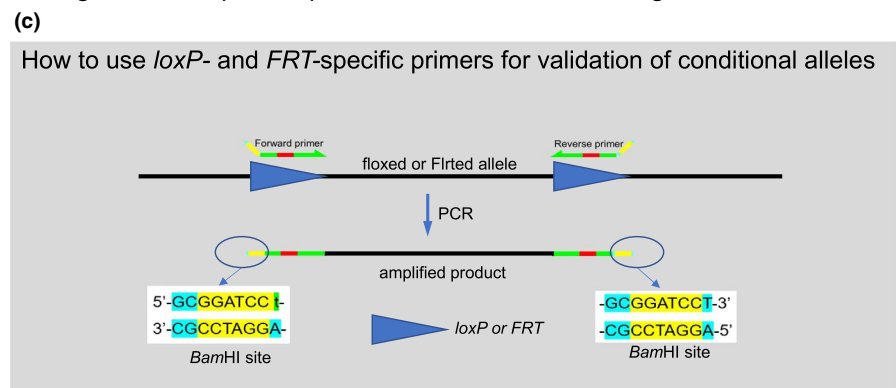 (c)
How to use loxP- and FRT-specific primers for validation of conditional alleles
Forward primer
Reverse primer
floxed or Flrted allele
PCR
amplified product
5’-GCGGATCC t-
3’-CGCCTAGGA-
BamHI site
loxP or FRT
-GCGGATCCT-3’
-CGCCTAGGA-5’
BamHI site